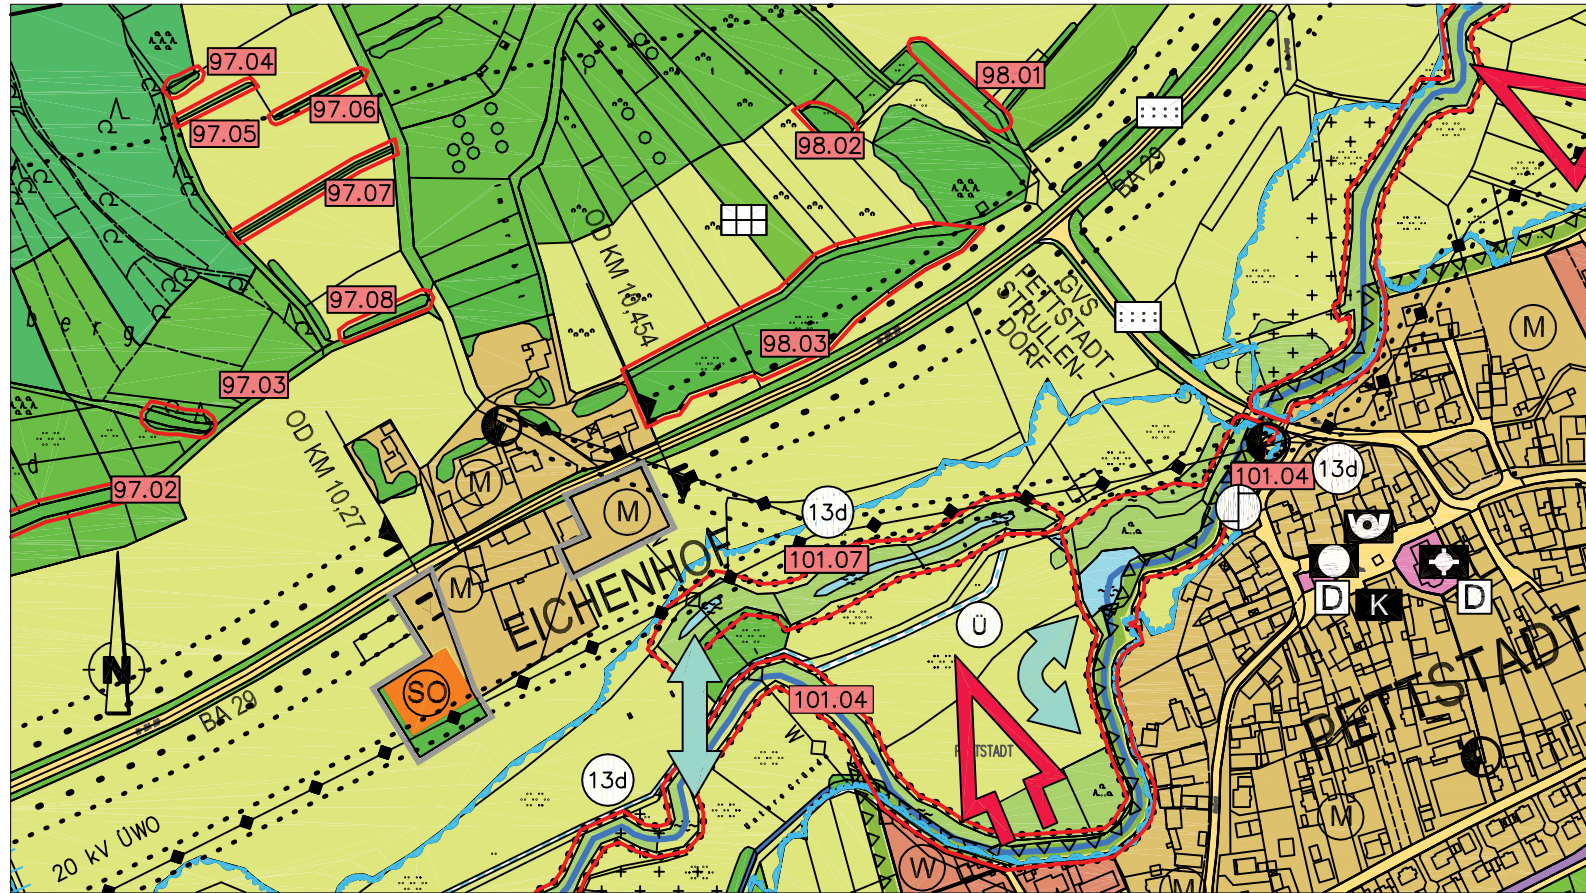 97.04
97.06
97.05
97.07
97.08
97.03
97.02
98.01
98.02
98.03
BA 29
OD KM 10,454
GVS
PETTSTADT -
STRULLEN-
DORF
b e r g
d
OD KM 10,27
M
M
M
M
EICHENHOF
13d
101.07
101.04
13d
Ü
D
K
D
N
SO
BA 29
101.04
W
PETTSTADT
13d
20 kV ÜWO
W
M
M
PETTSTADT